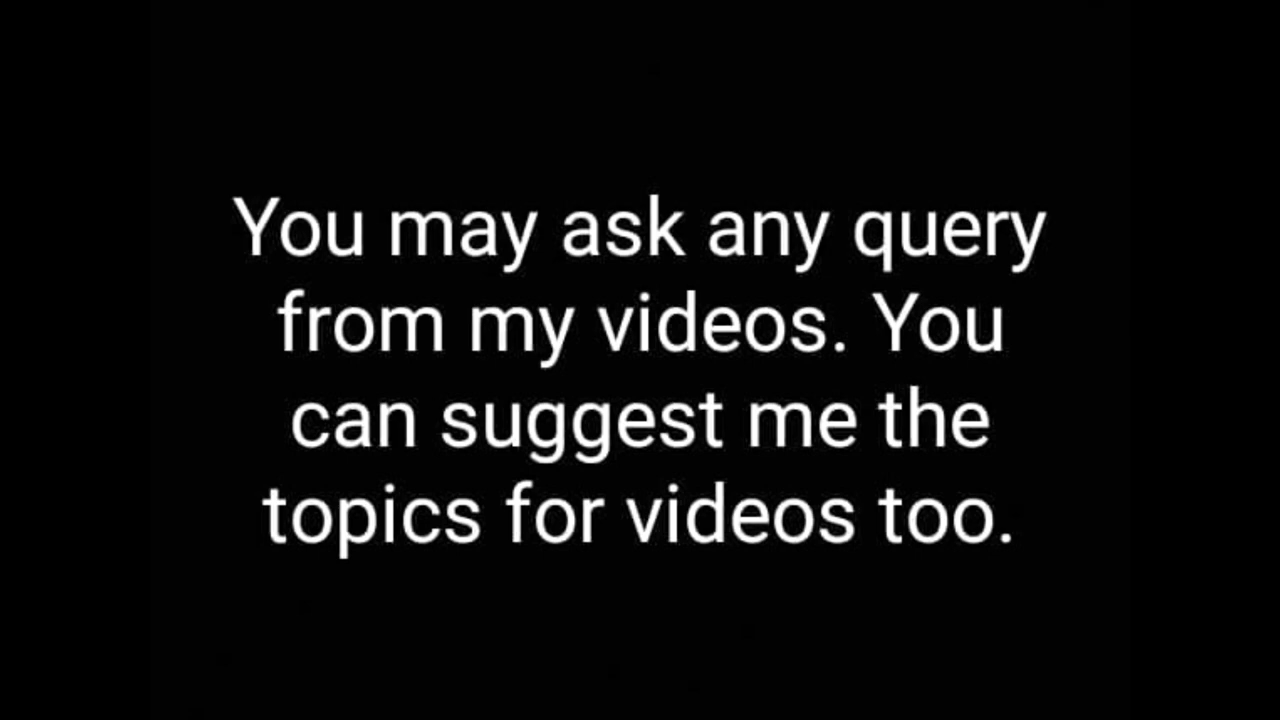 You may ask any query
from my videos. You
can suggest me the
topics for videos too.